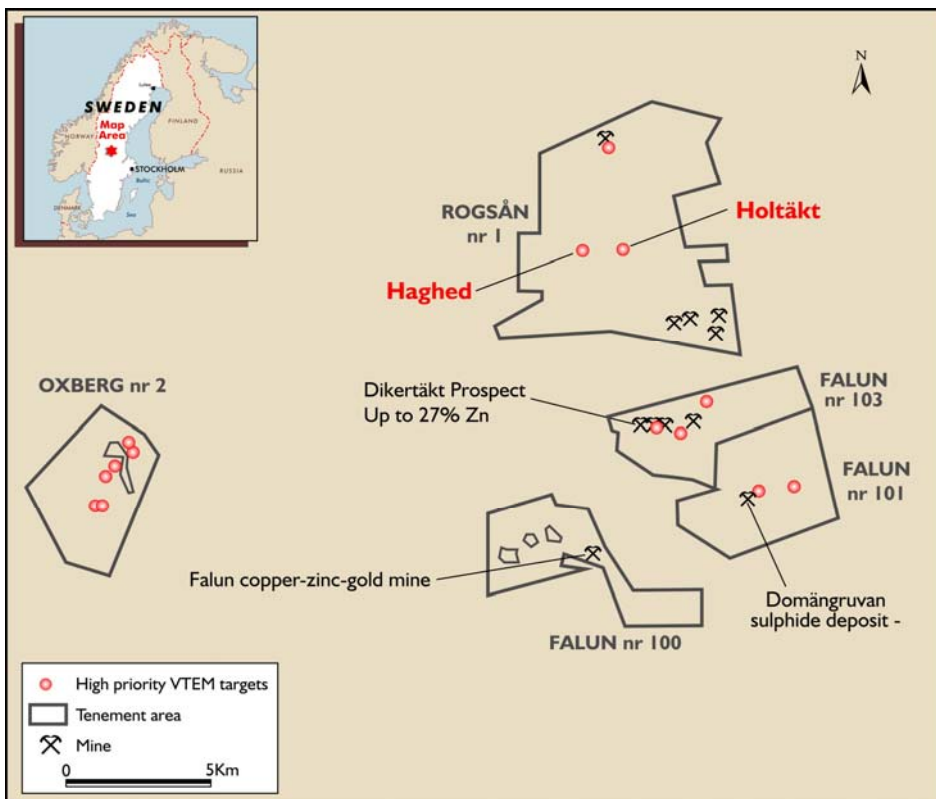 Luleå
SWEDEN
NORWAY
FINLAND
Map
Area
STOCKHOLM
Baltic
Sea
RUSSIA
DENMARK
N
ROGSÅN
nr 1
Holtäkt
Haghed
OXBERG nr 2
Dikertäkt Prospect
Up to 27% Zn
FALUN
nr 103
FALUN
nr 101
Falun copper-zinc-gold mine
Domängruvan
sulphide deposit -
FALUN nr 100
High priority VTEM targets
Tenement area
Mine
0 5Km